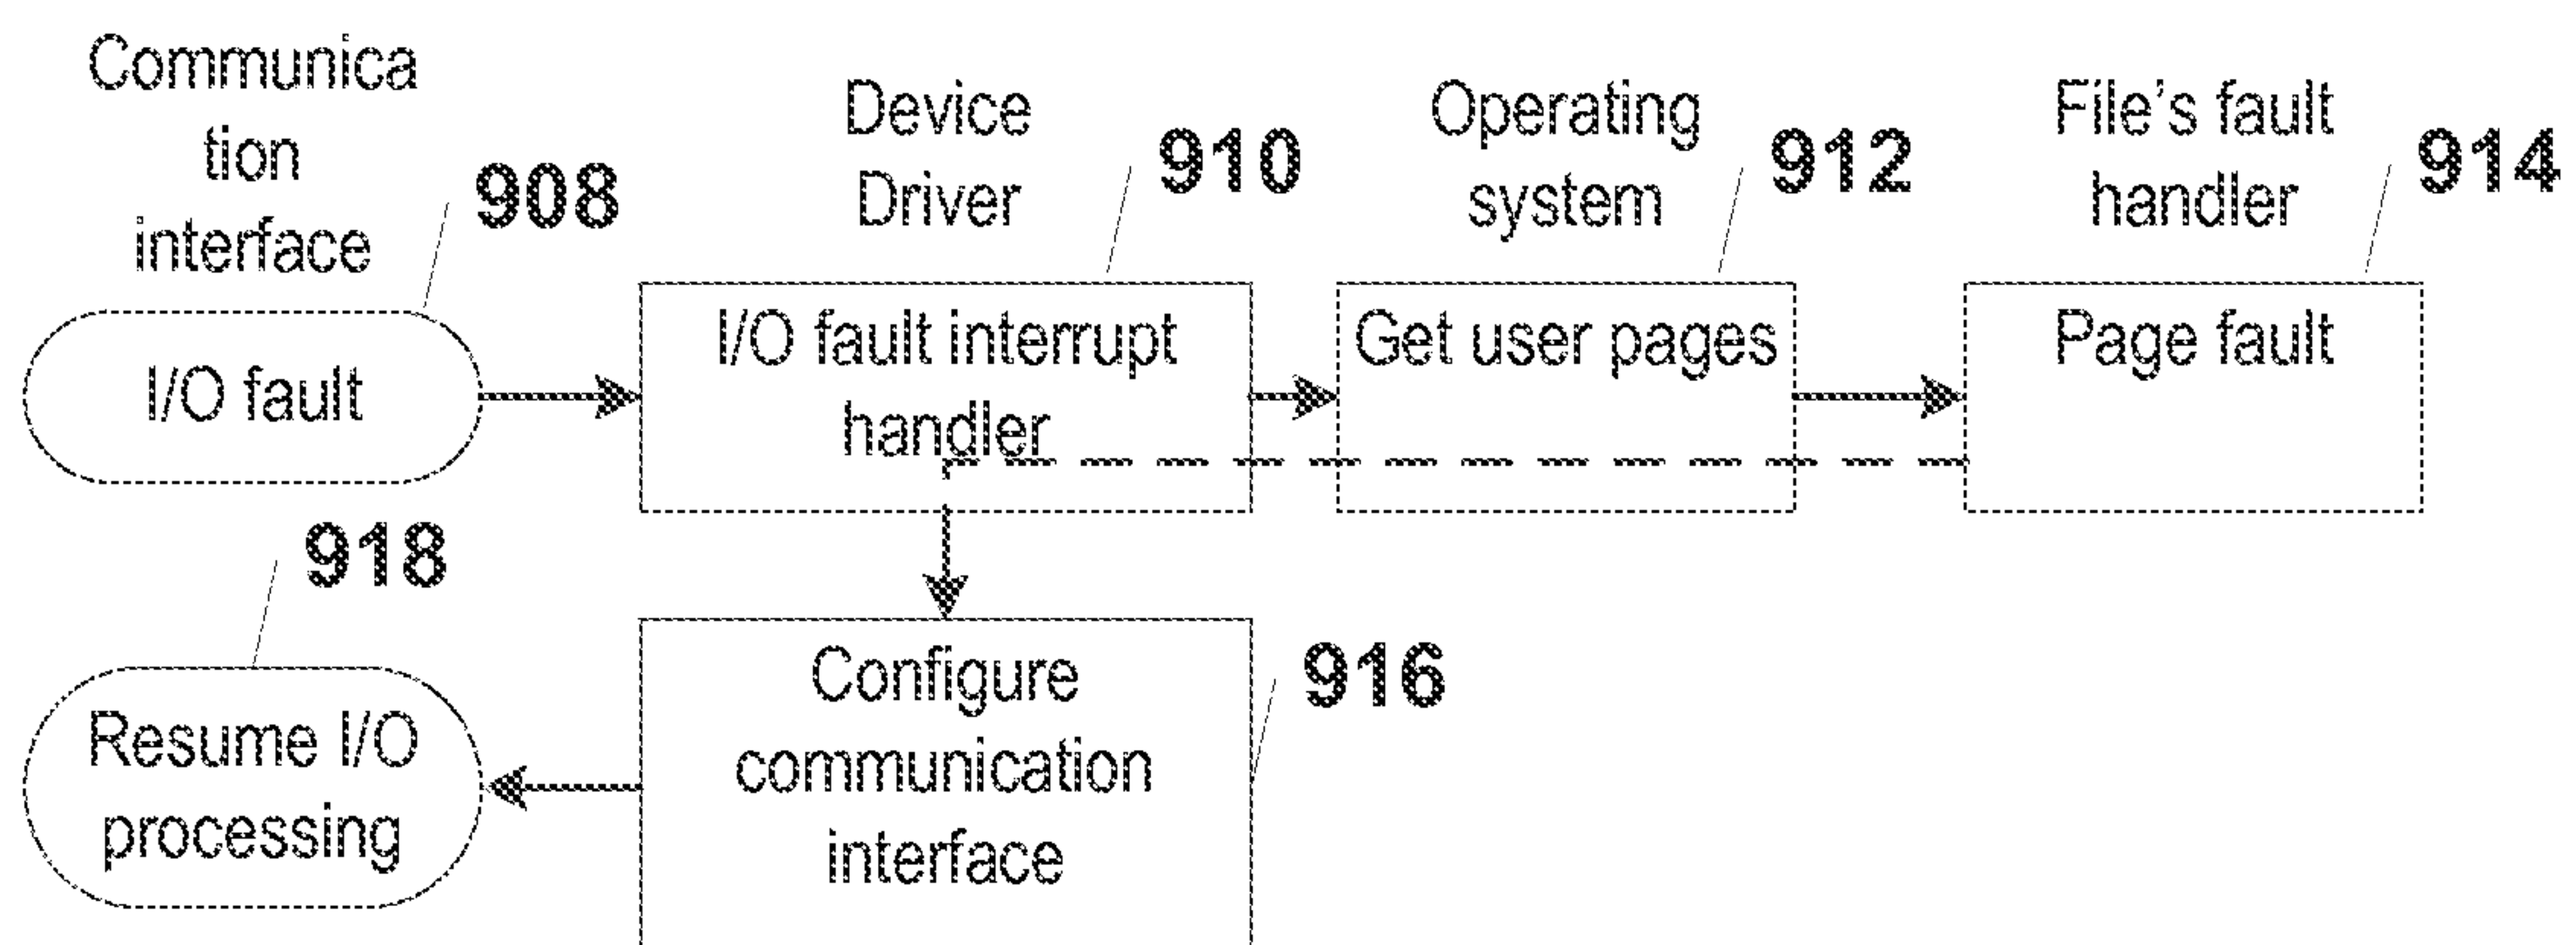 Communica
tion
interface
908
Device
Driver
910
Operating
system
912
File's fault
handler
914
I/O fault
I/O fault interrupt
handler
Get user pages
Page fault
918
Resume I/O
processing
Configure
communication
interface
916